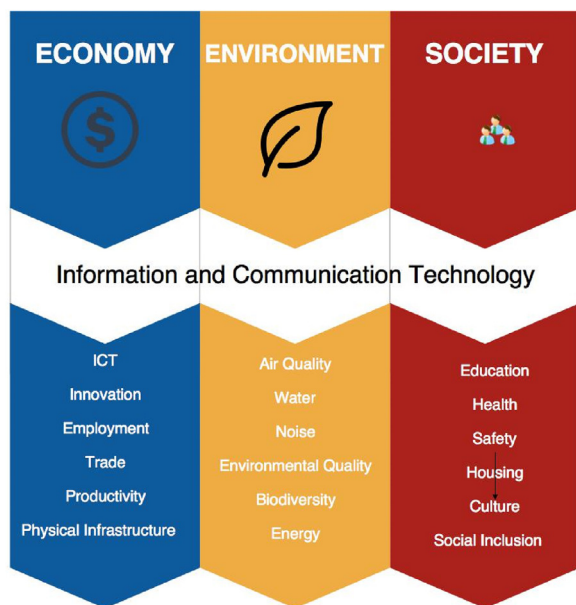 ECONOMY
ENVIRONMENT
SOCIETY
$
Information and Communication Technology
ICT
Innovation
Employment
Trade
Productivity
Physical Infrastructure
Air Quality
Water
Noise
Environmental Quality
Biodiversity
Energy
Education
Health
Safety
Housing
Culture
Social Inclusion